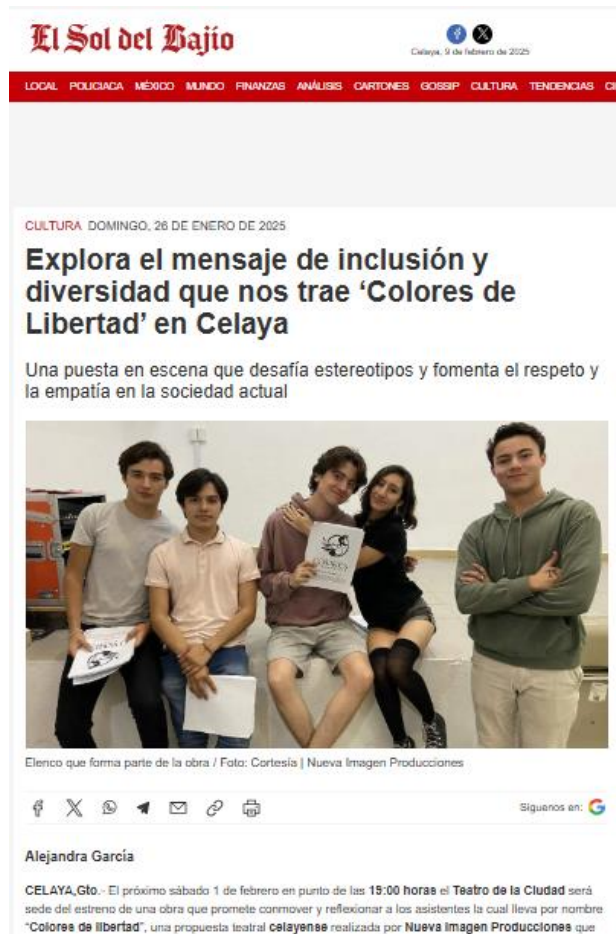 El Sol del Bajío
Celaya, 9 de febrero de 2025
LOCAL POLICIACA MÉXICO MUNDO FINANZAS ANÁLISIS CARTONES GOSSIP CULTURA TENDENCIAS
CULTURA DOMINGO, 26 DE ENERO DE 2025
Explora el mensaje de inclusión y
diversidad que nos trae ‘Colores de
Libertad’ en Celaya
Una puesta en escena que desafía estereotipos y fomenta el respeto y
la empatía en la sociedad actual
Elenco que forma parte de la obra / Foto: Cortesía | Nueva Imagen Producciones
Síguenos en:
Alejandra García
CELAYA, Gto.- El próximo sábado 1 de febrero en punto de las 19:00 horas el Teatro de la Ciudad será
sede del estreno de una obra que promete conmover y reflexionar a los asistentes la cual lleva por nombre
"Colores de libertad", una propuesta teatral celayense realizada por Nueva Imagen Producciones que